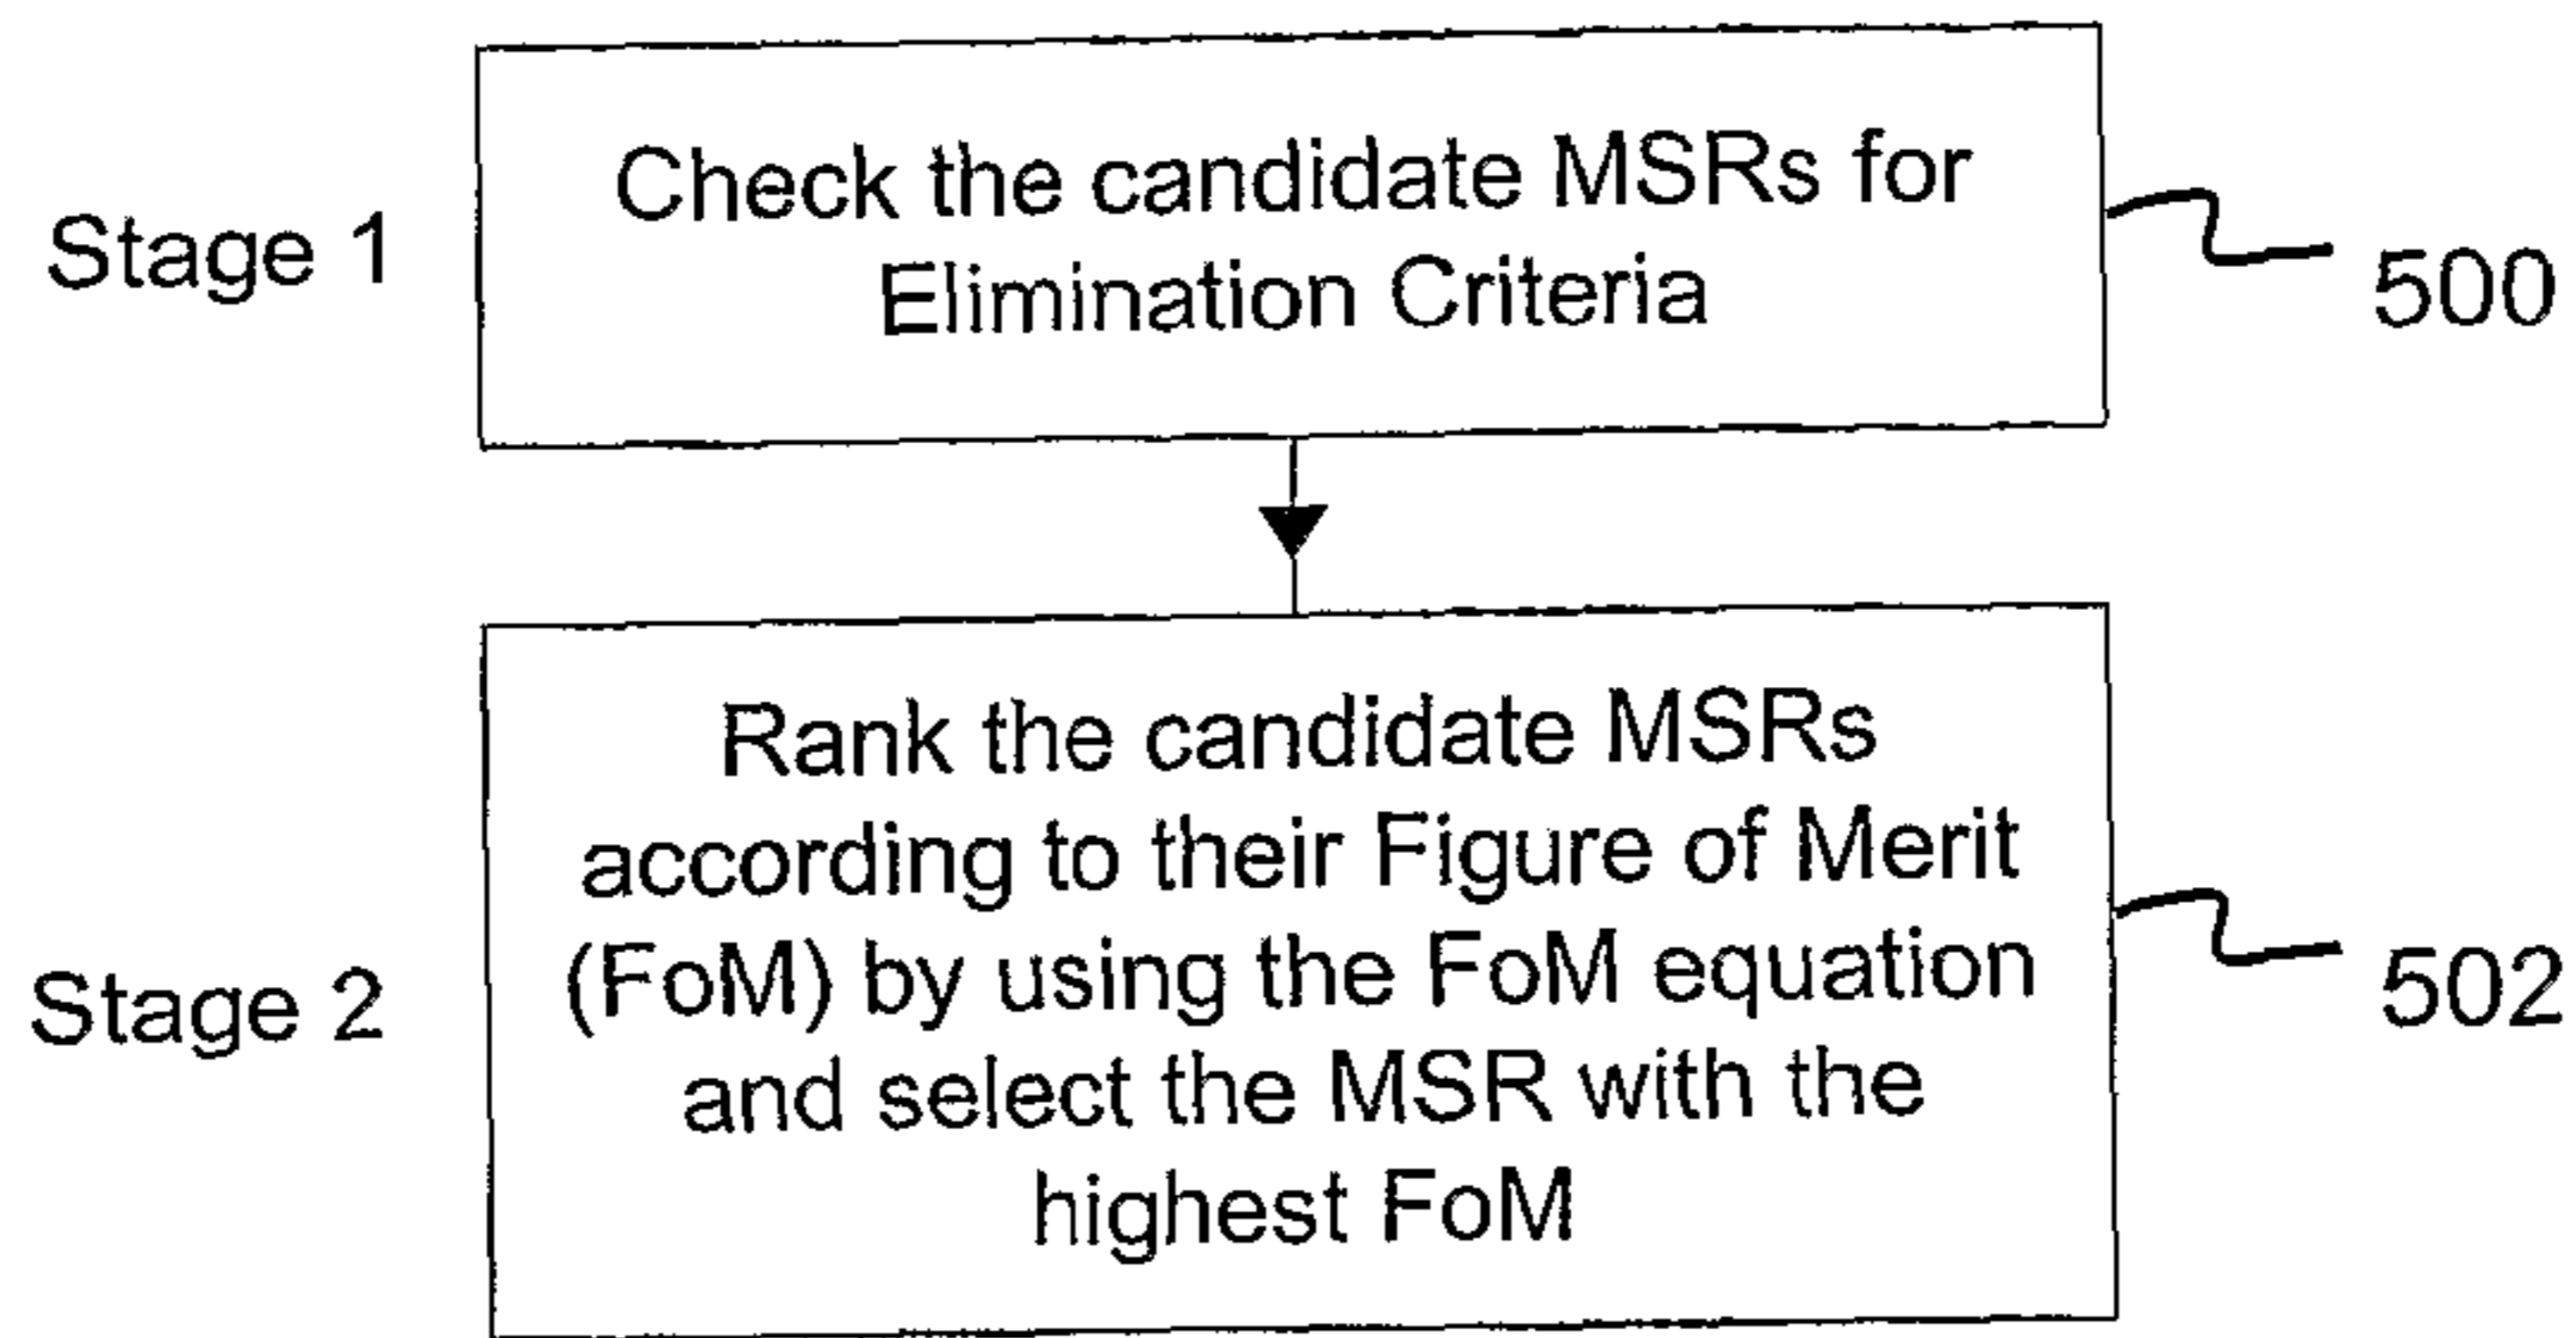 Stage 1
Check the candidate MSRs for
Elimination Criteria
500
Stage 2
Rank the candidate MSRs
according to their Figure of Merit
(FoM) by using the FoM equation
and select the MSR with the
highest FoM
502